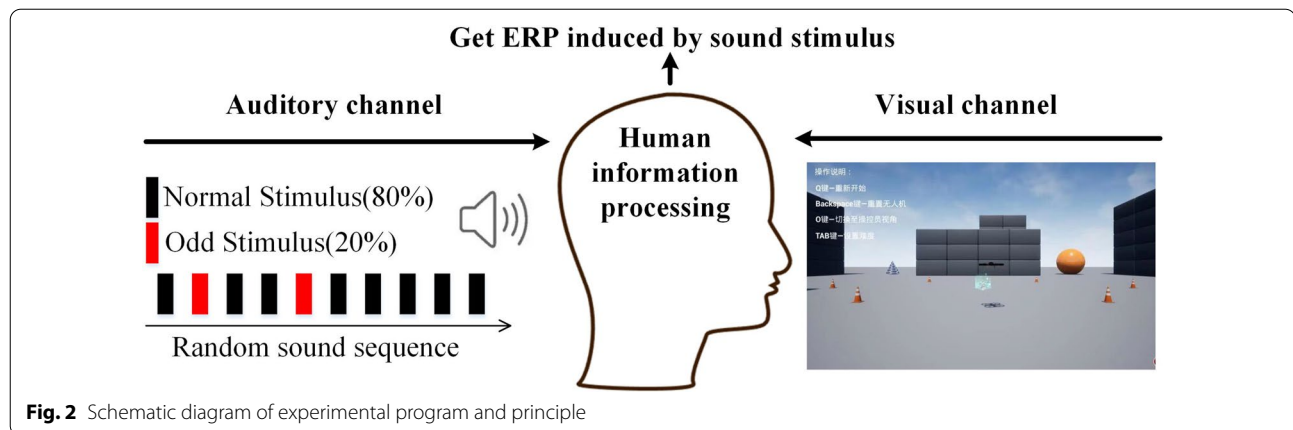 Get ERP induced by sound stimulus
Auditory channel
Visual channel
Human
information
processing
Normal Stimulus(80%)
Odd Stimulus(20%)
Random sound sequence
操作说明：
Q键—重新开始
Backspace键—重置无人机
O键—切换至操控员视角
TAB键—设置
Fig. 2 Schematic diagram of experimental program and principle